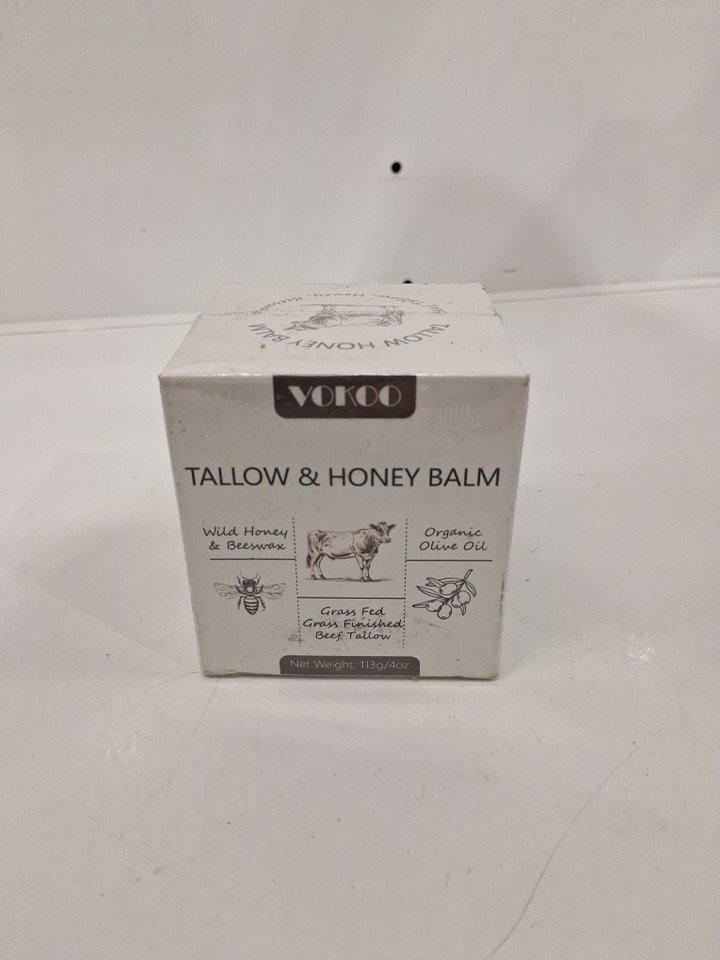 TALLOW HONEY BALM
YOKOO
TALLOW & HONEY BALM
Wild Honey
& Beeswax
Organic
Olive Oil
Grass Fed
Grass Finished
Beef Tallow
Net Weight: 113g/4oz